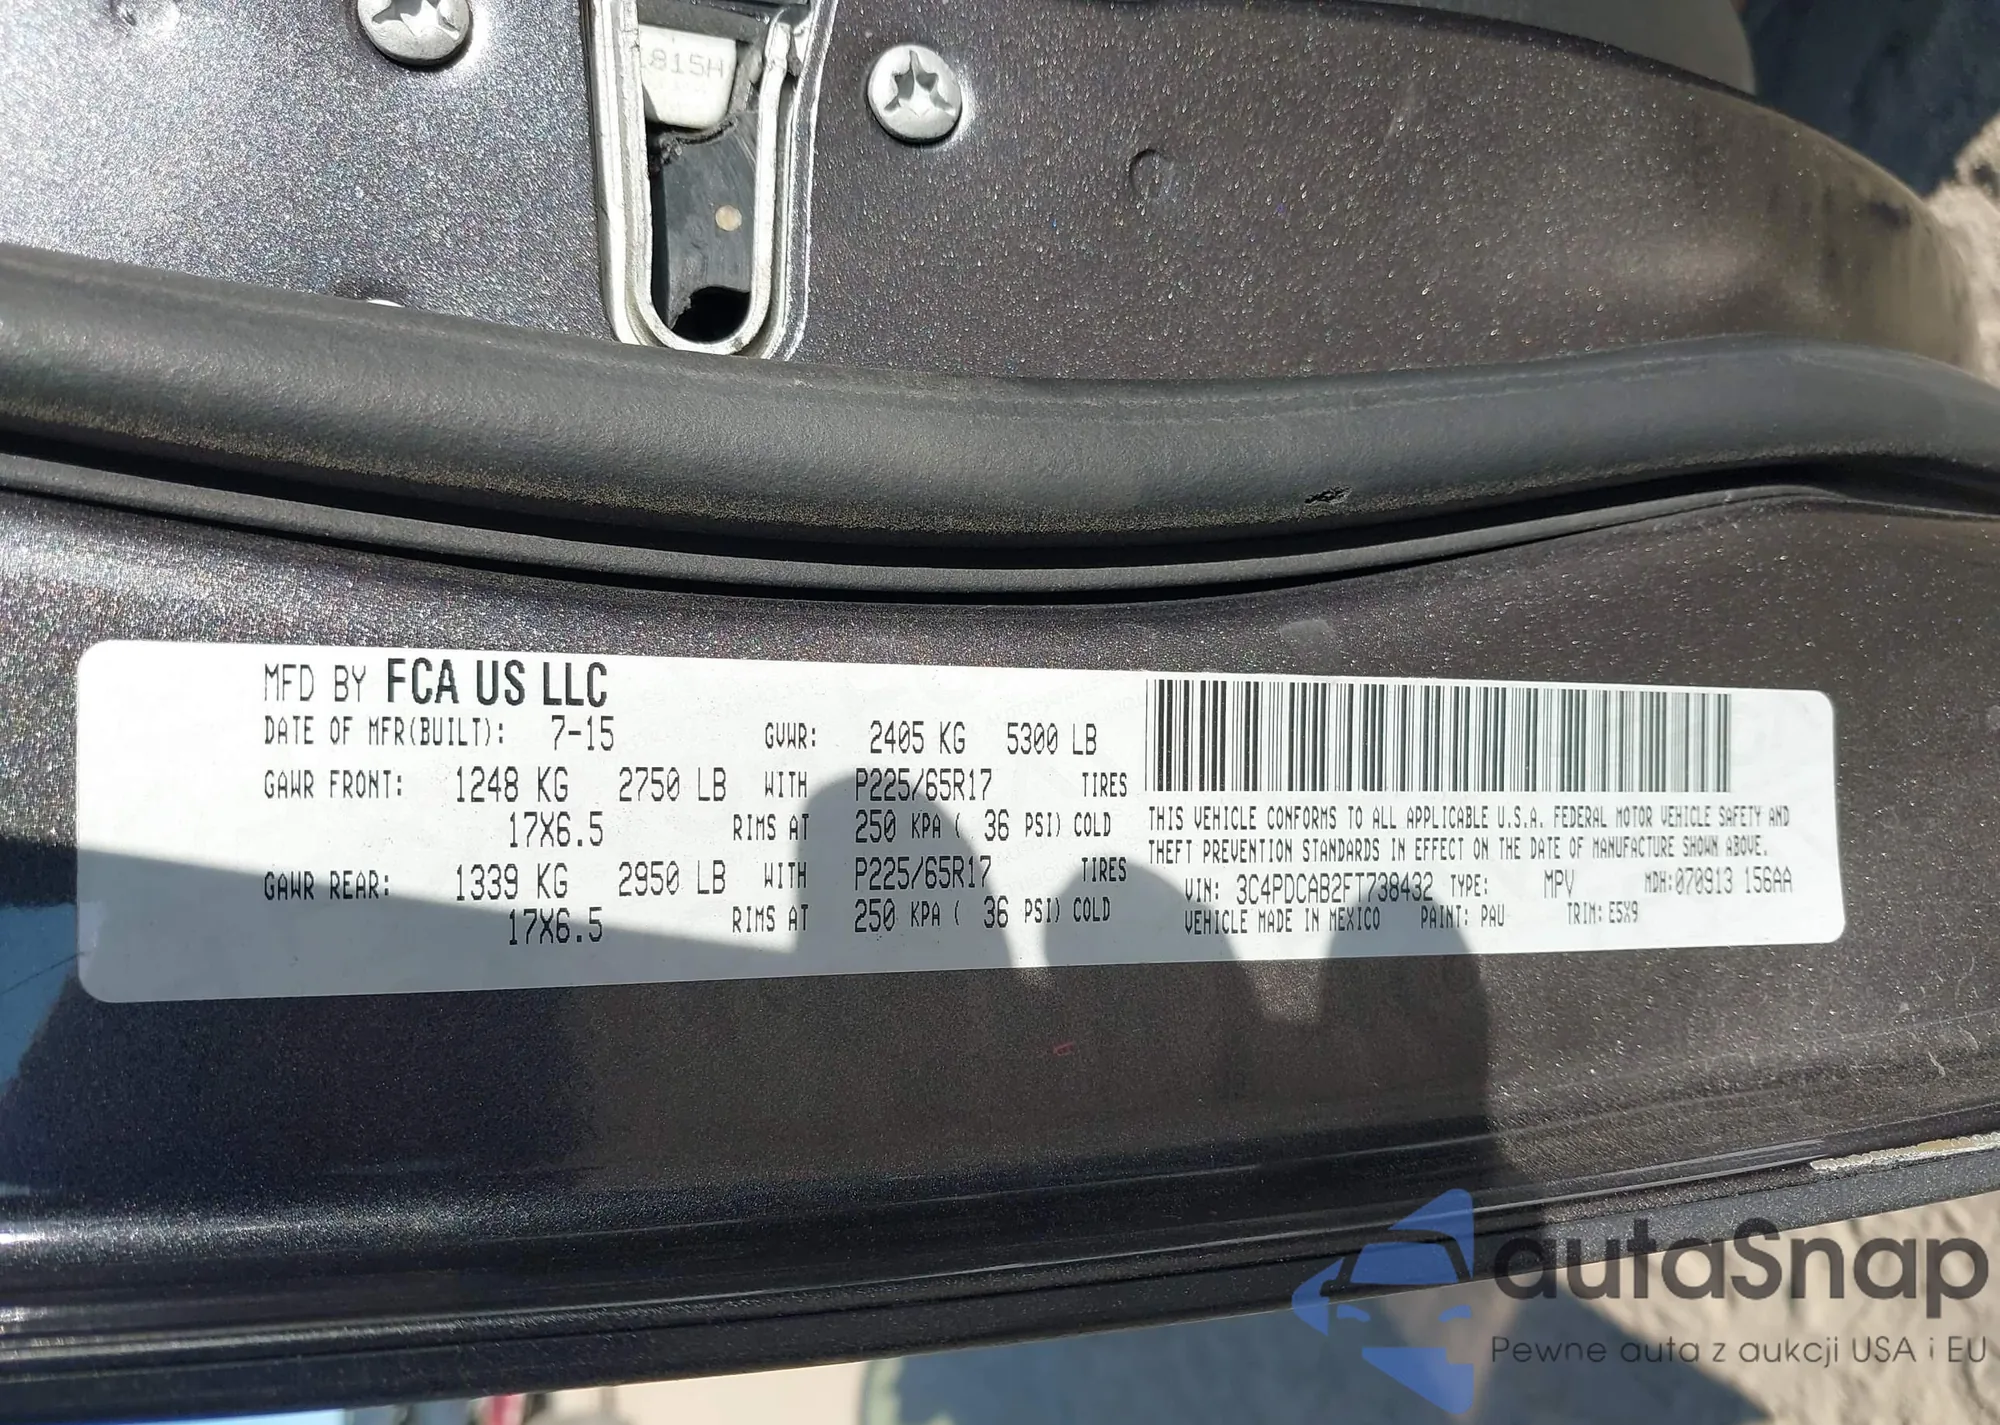 1815H
MFD BY FCA US LLC
DATE OF MFR(BUILT): 7-15 GVWR: 2405 KG 5300 LB
GAWR FRONT: 1248 KG 2750 LB WITH P225/65R17 TIRES
17X6.5 RIMS AT 250 KPA ( 36 PSI) COLD
GAWR REAR: 1339 KG 2950 LB WITH P225/65R17 TIRES
17X6.5 RIMS AT 250 KPA ( 36 PSI) COLD
THIS VEHICLE CONFORMS TO ALL APPLICABLE U.S.A. FEDERAL MOTOR VEHICLE SAFETY AND
THEFT PREVENTION STANDARDS IN EFFECT ON THE DATE OF MANUFACTURE SHOWN ABOVE.
VIN: 3C4PDCAB2FT738432 TYPE: MPV MDH:070913 156AA
VEHICLE MADE IN MEXICO PAINT: PAU TRIM: E5X9
autaSnap
Pewne auta z aukcji USA i EU